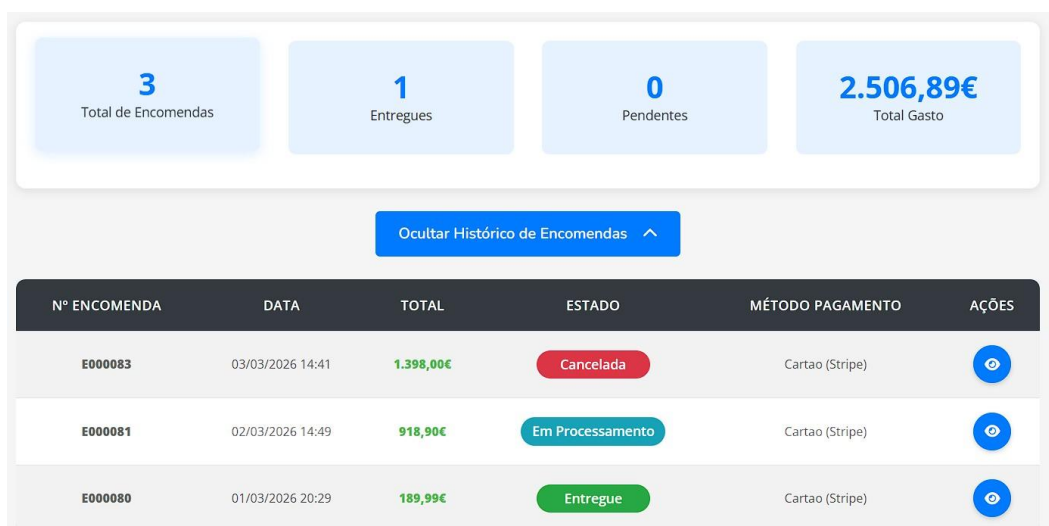 3
Total de Encomendas
1
Entregues
0
Pendentes
2.506,89€
Total Gasto
Ocultar Histórico de Encomendas
Nº ENCOMENDA DATA TOTAL ESTADO MÉTODO PAGAMENTO AÇÕES
E000083 03/03/2026 14:41 1.398,00€ Cancelada Cartao (Stripe)
E000081 02/03/2026 14:49 918,90€ Em Processamento Cartao (Stripe)
E000080 01/03/2026 20:29 189,99€ Entregue Cartao (Stripe)